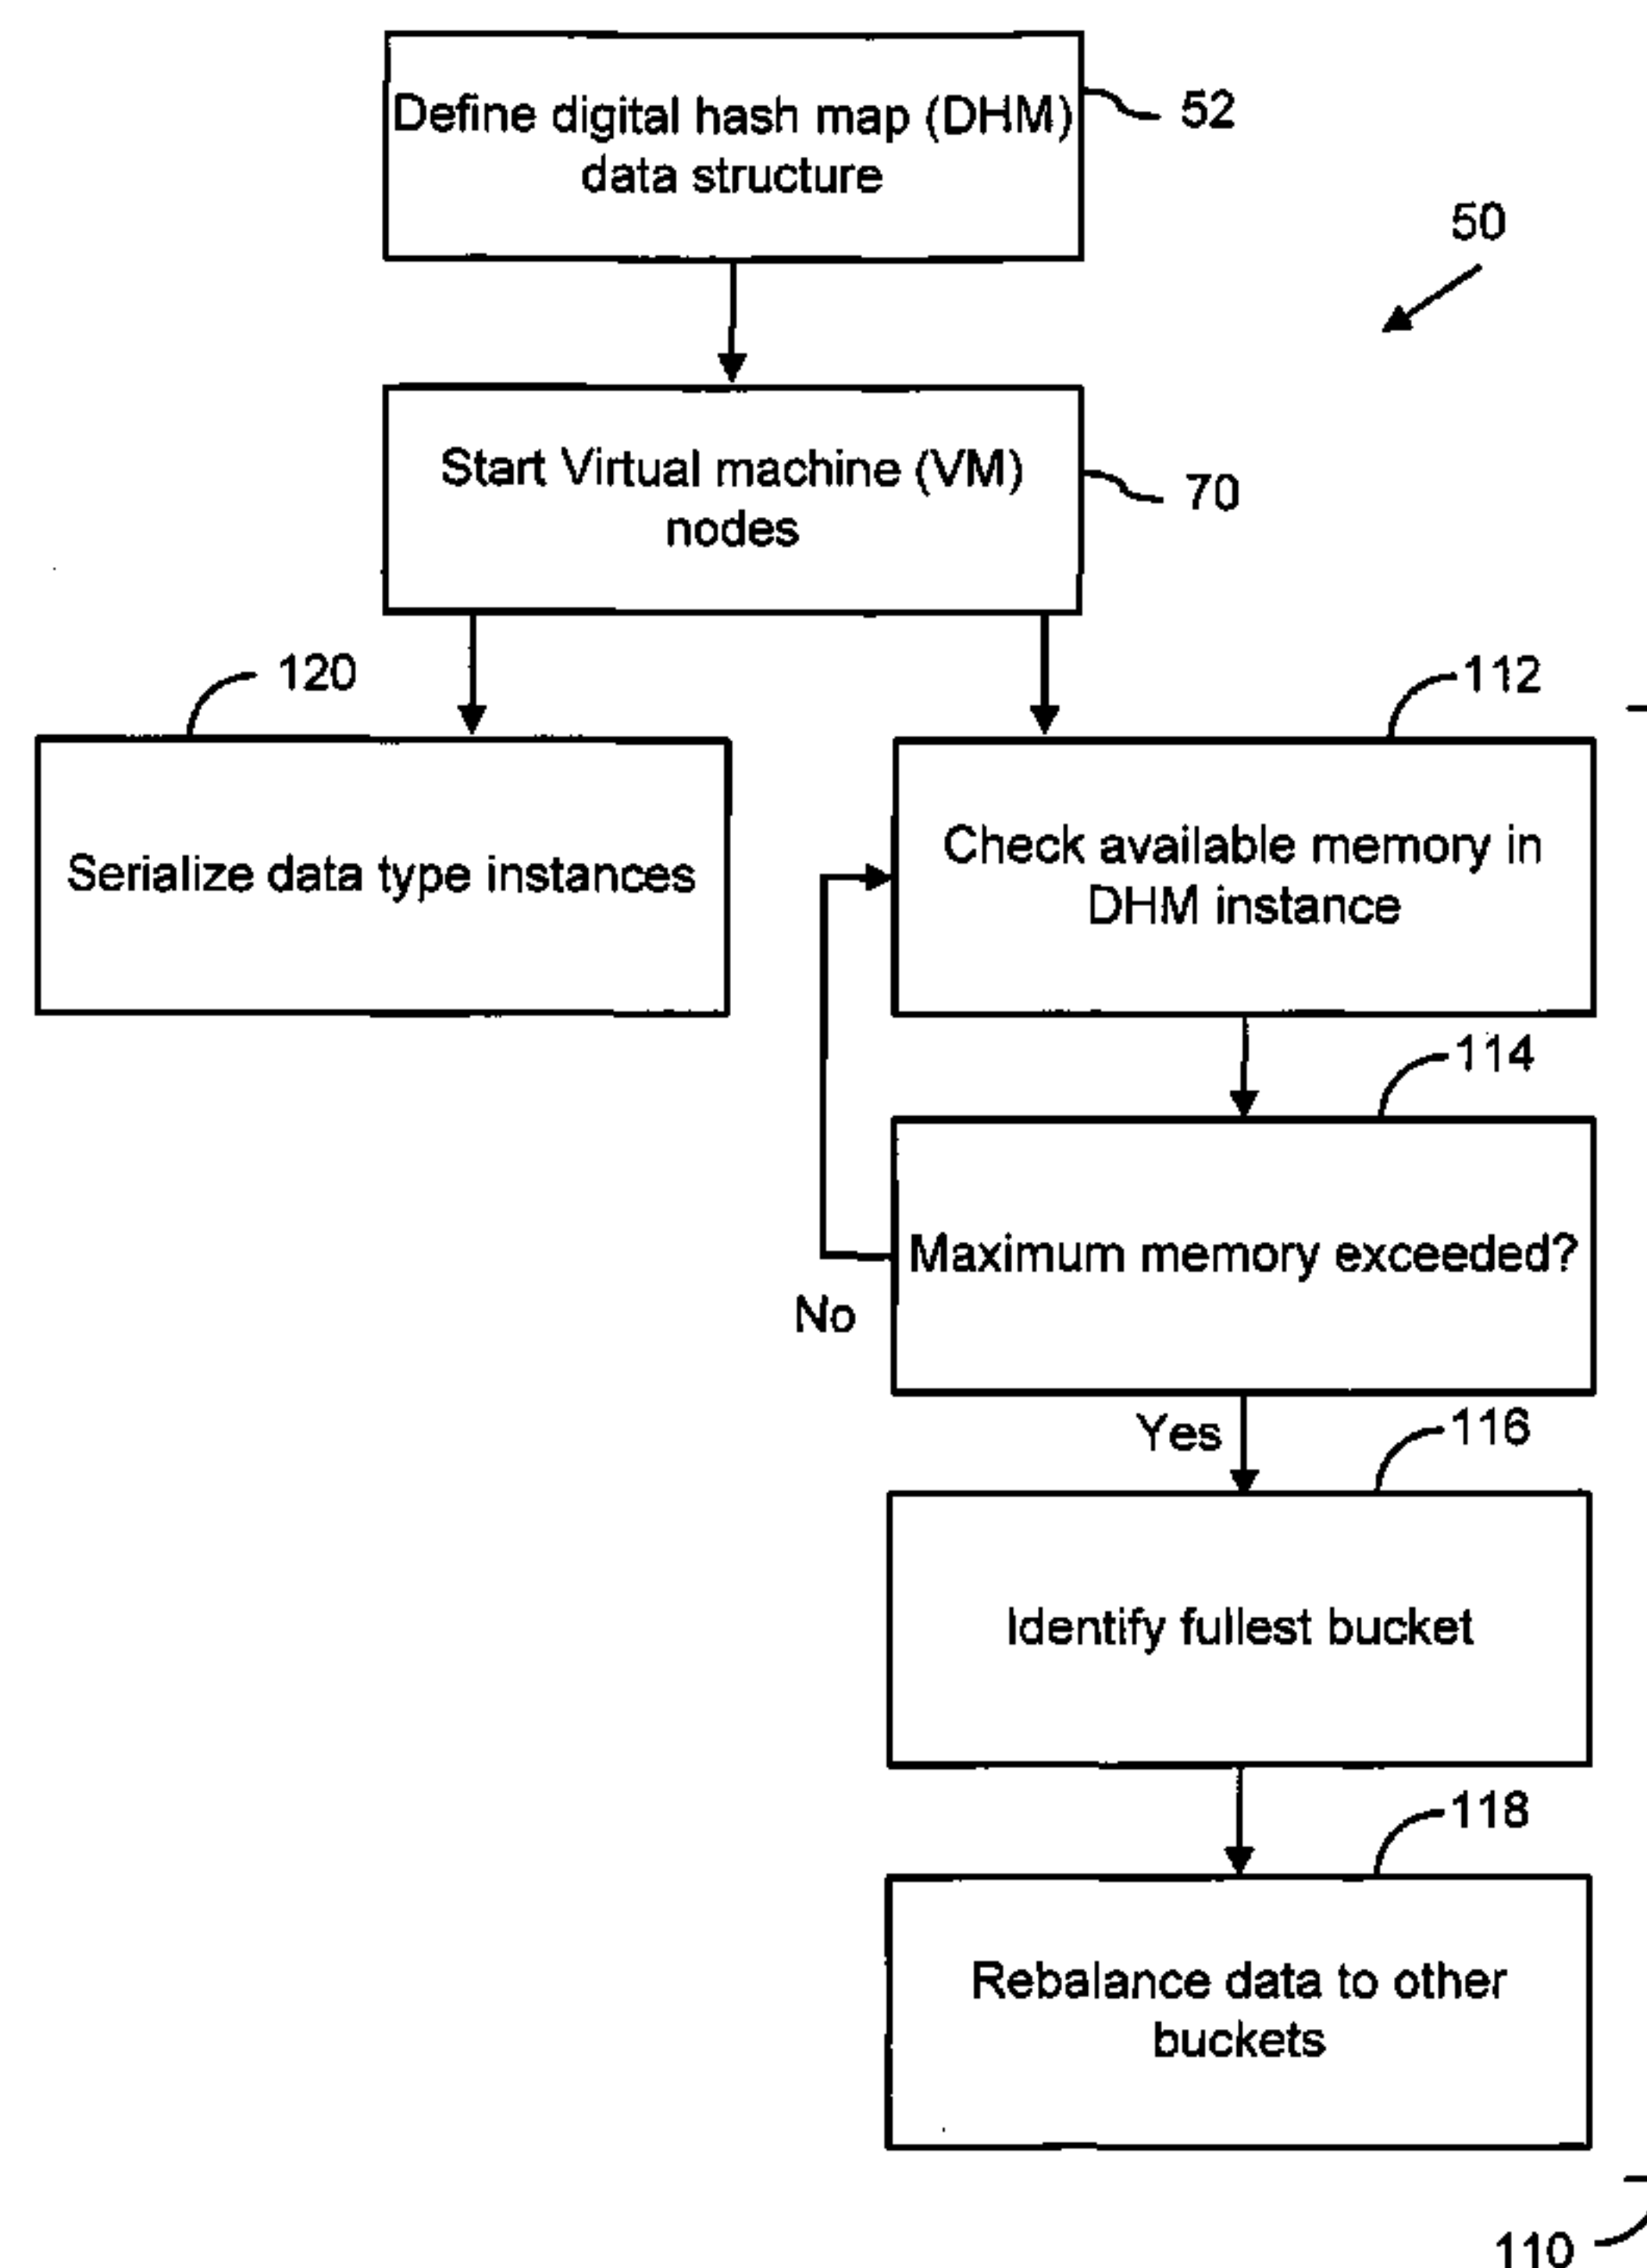 Define digital hash map (DHM)
data structure
52
50
Start Virtual machine (VM)
nodes
70
120
112
Serialize data type instances
Check available memory in
DHM instance
114
Maximum memory exceeded?
No
Yes
116
Identify fullest bucket
118
Rebalance data to other
buckets
110